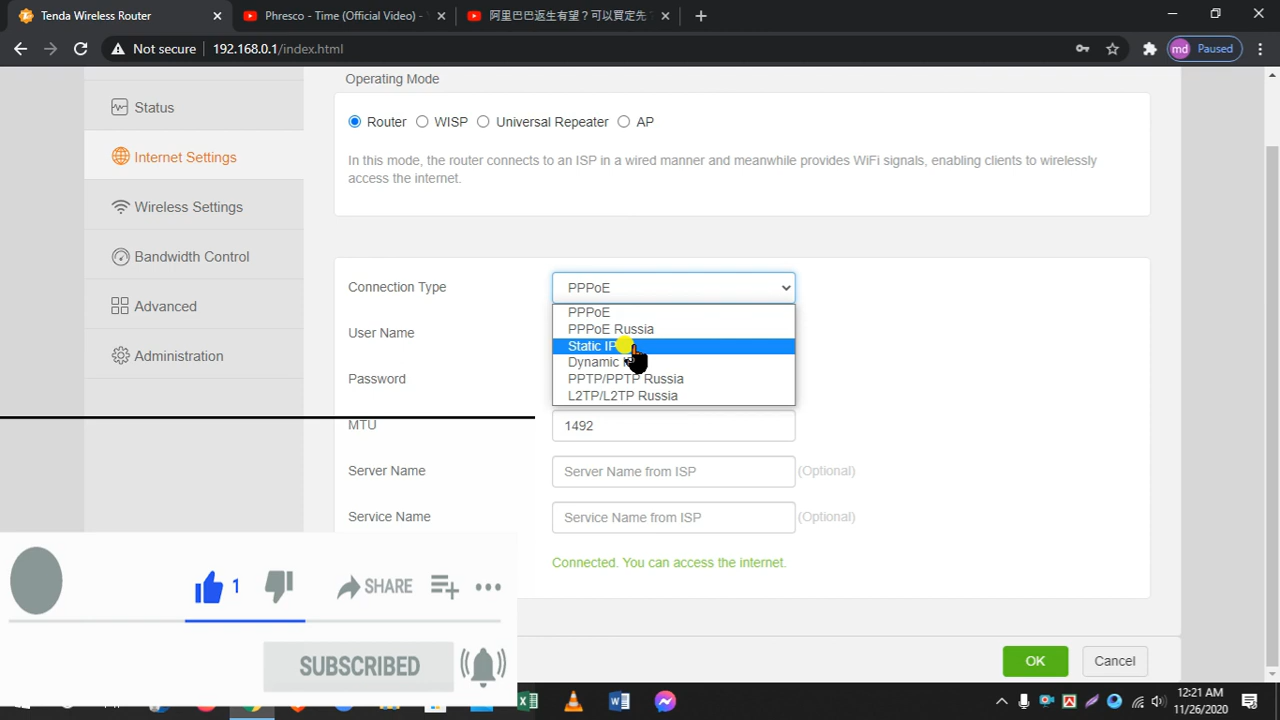 Tenda Wireless Router
Phresco - Time (Official Video) -
阿里巴巴返生有望？可以買定先
Not secure
192.168.0.1/index.html
md
Paused
Operating Mode
Status
Router
WISP
Universal Repeater
AP
Internet Settings
In this mode, the router connects to an ISP in a wired manner and meanwhile provides WiFi signals, enabling clients to wirelessly
access the internet.
Wireless Settings
Bandwidth Control
Connection Type
PPPoE
Advanced
PPPoE
User Name
PPPoE Russia
Static IP
Administration
Dynamic
Password
PPTP/PPTP Russia
L2TP/L2TP Russia
MTU
1492
Server Name
Server Name from ISP
(Optional)
Service Name
Service Name from ISP
(Optional)
Connected. You can access the internet.
1
SHARE
SUBSCRIBED
OK
Cancel
12:21 AM
11/26/2020